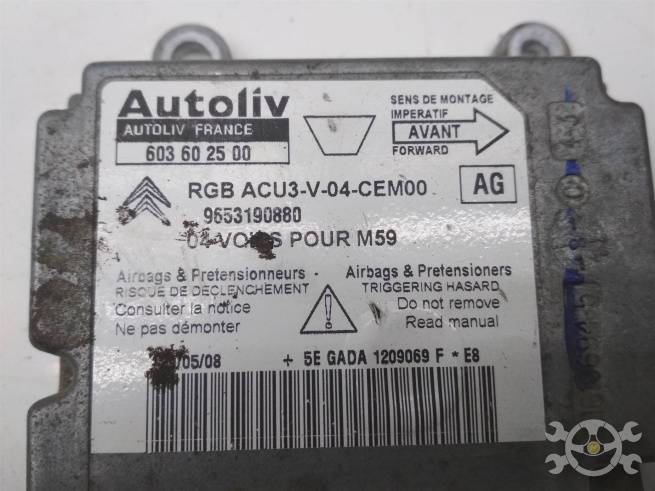 Autoliv
AUTOLIV FRANCE
603 60 25 00
SENS DE MONTAGE
IMPERATIF
AVANT
FORWARD
RGB ACU3-V-04-CEM00
AG
9653190880
04 VOIES POUR M59
Airbags & Pretensionneurs -
RISQUE DE DECLENCHEMENT
Consulter la notice
Ne pas démonter
Airbags & Pretensioners
TRIGGERING HASARD
Do not remove
Read manual
/05/08
+ 5E GADA 1209069 F * E8